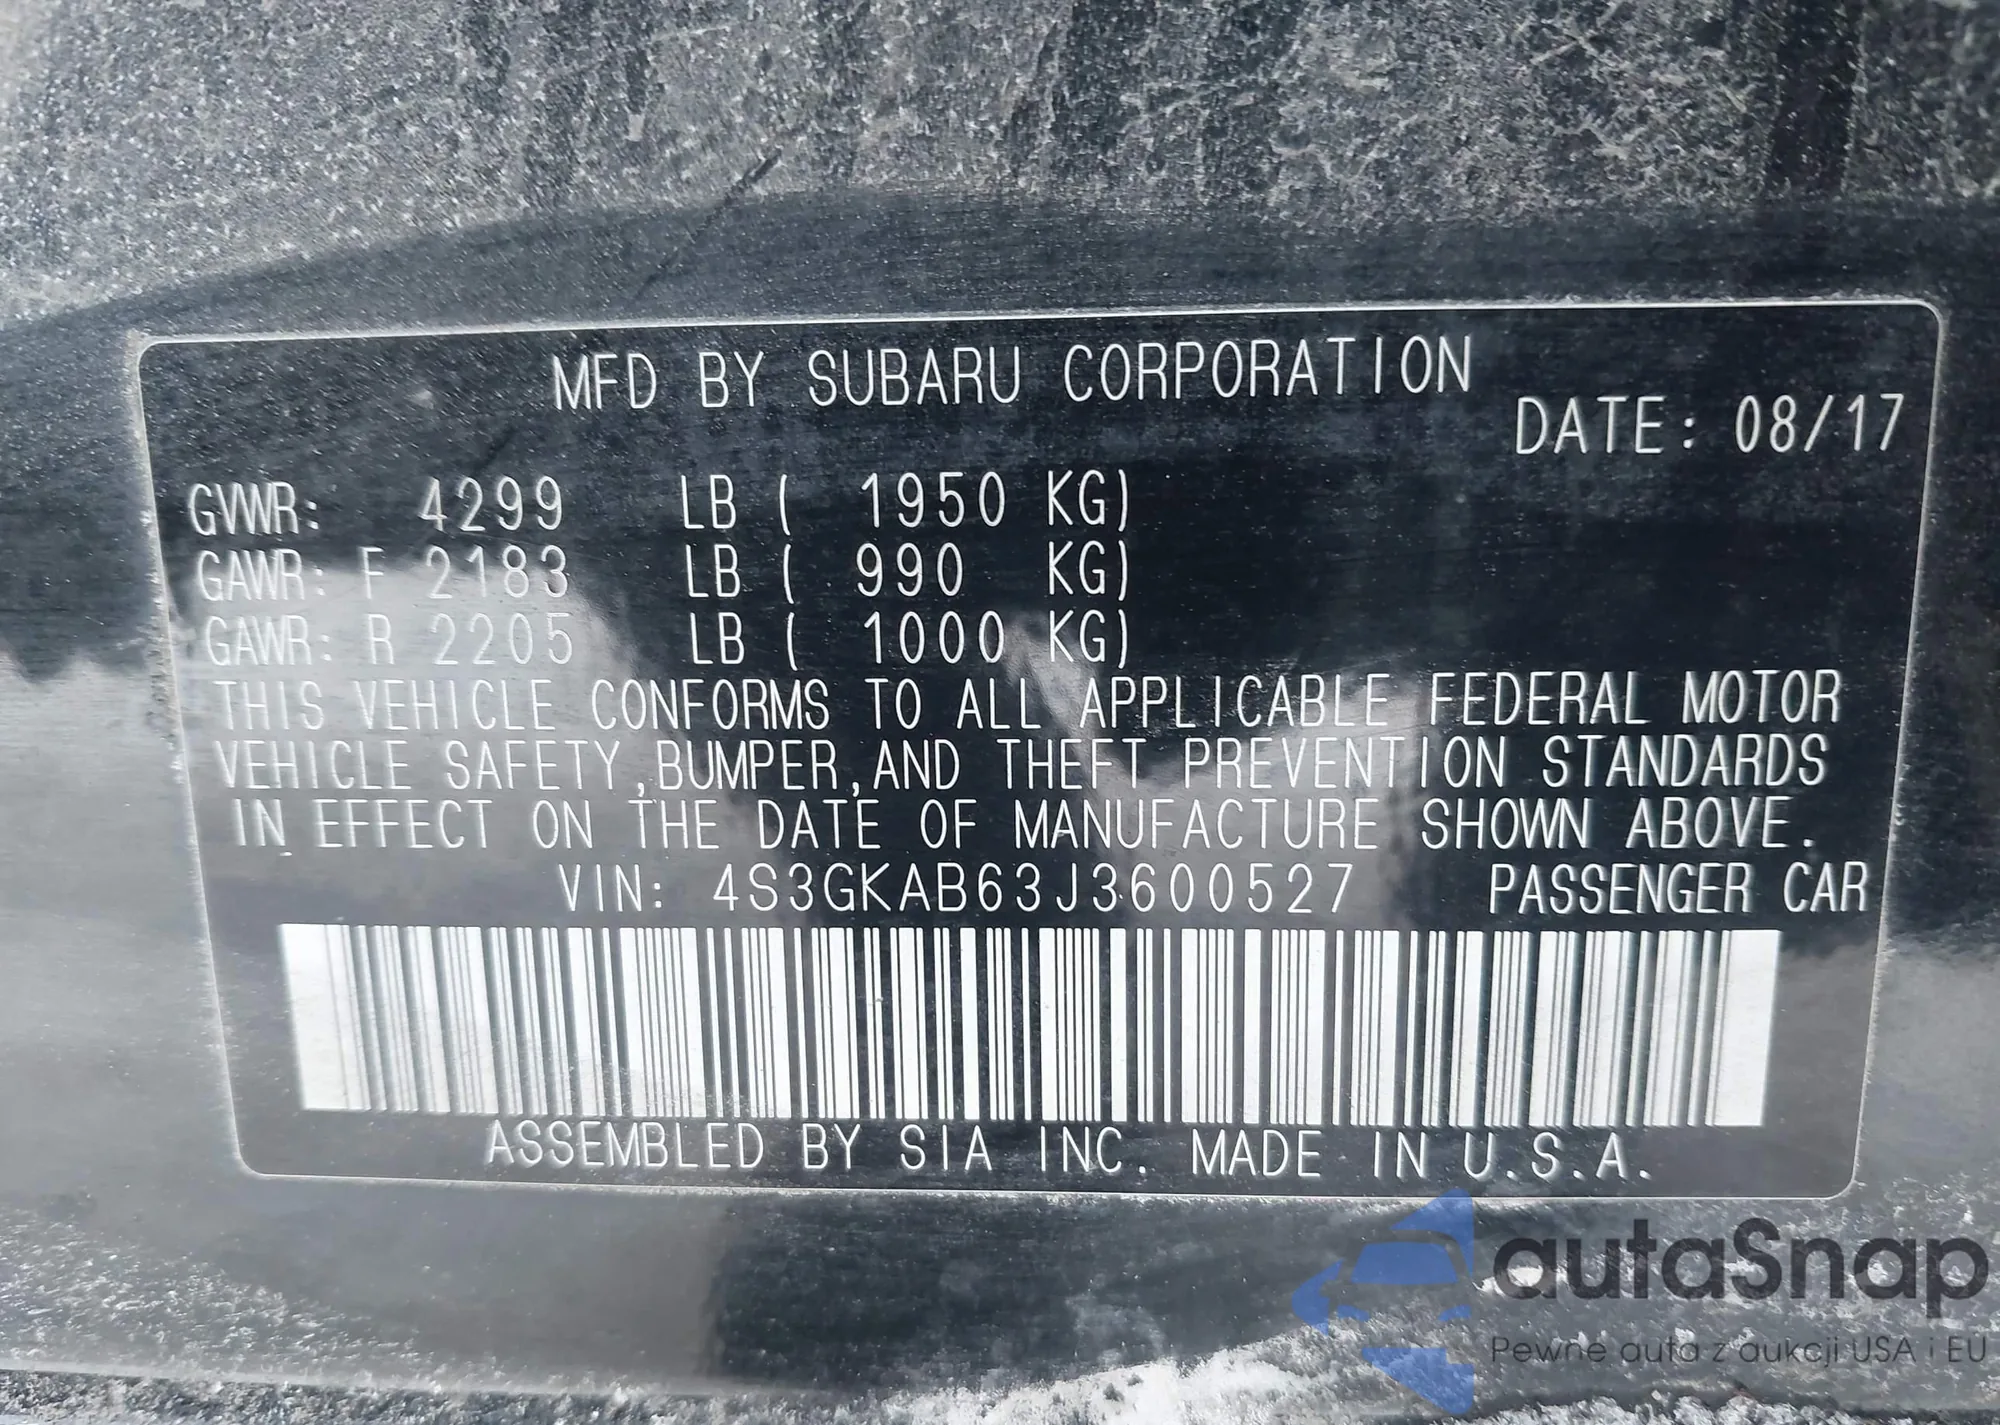 MFD BY SUBARU CORPORATION
DATE: 08/17
GVWR: 4299 LB ( 1950 KG)
GAWR: F 2183 LB ( 990 KG)
GAWR: R 2205 LB ( 1000 KG)
THIS VEHICLE CONFORMS TO ALL APPLICABLE FEDERAL MOTOR
VEHICLE SAFETY,BUMPER,AND THEFT PREVENTION STANDARDS
IN EFFECT ON THE DATE OF MANUFACTURE SHOWN ABOVE.
VIN: 4S3GKAB63J3600527 PASSENGER CAR
ASSEMBLED BY SIA INC. MADE IN U.S.A.
autaSnap
Pewne auta z aukcji USA i EU